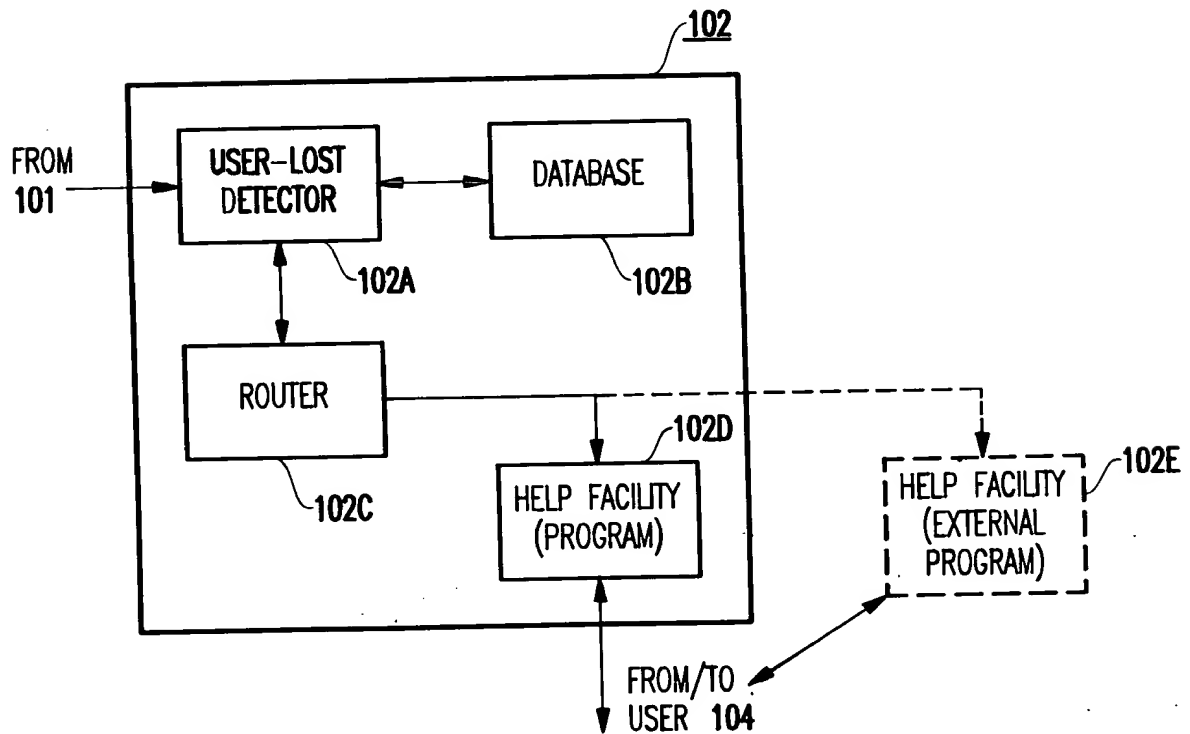 102
FROM
101
USER-LOST
DETECTOR
102A
DATABASE
102B
ROUTER
102C
102D
HELP FACILITY
(PROGRAM)
102E
HELP FACILITY
(EXTERNAL
PROGRAM)
FROM/TO
USER 104